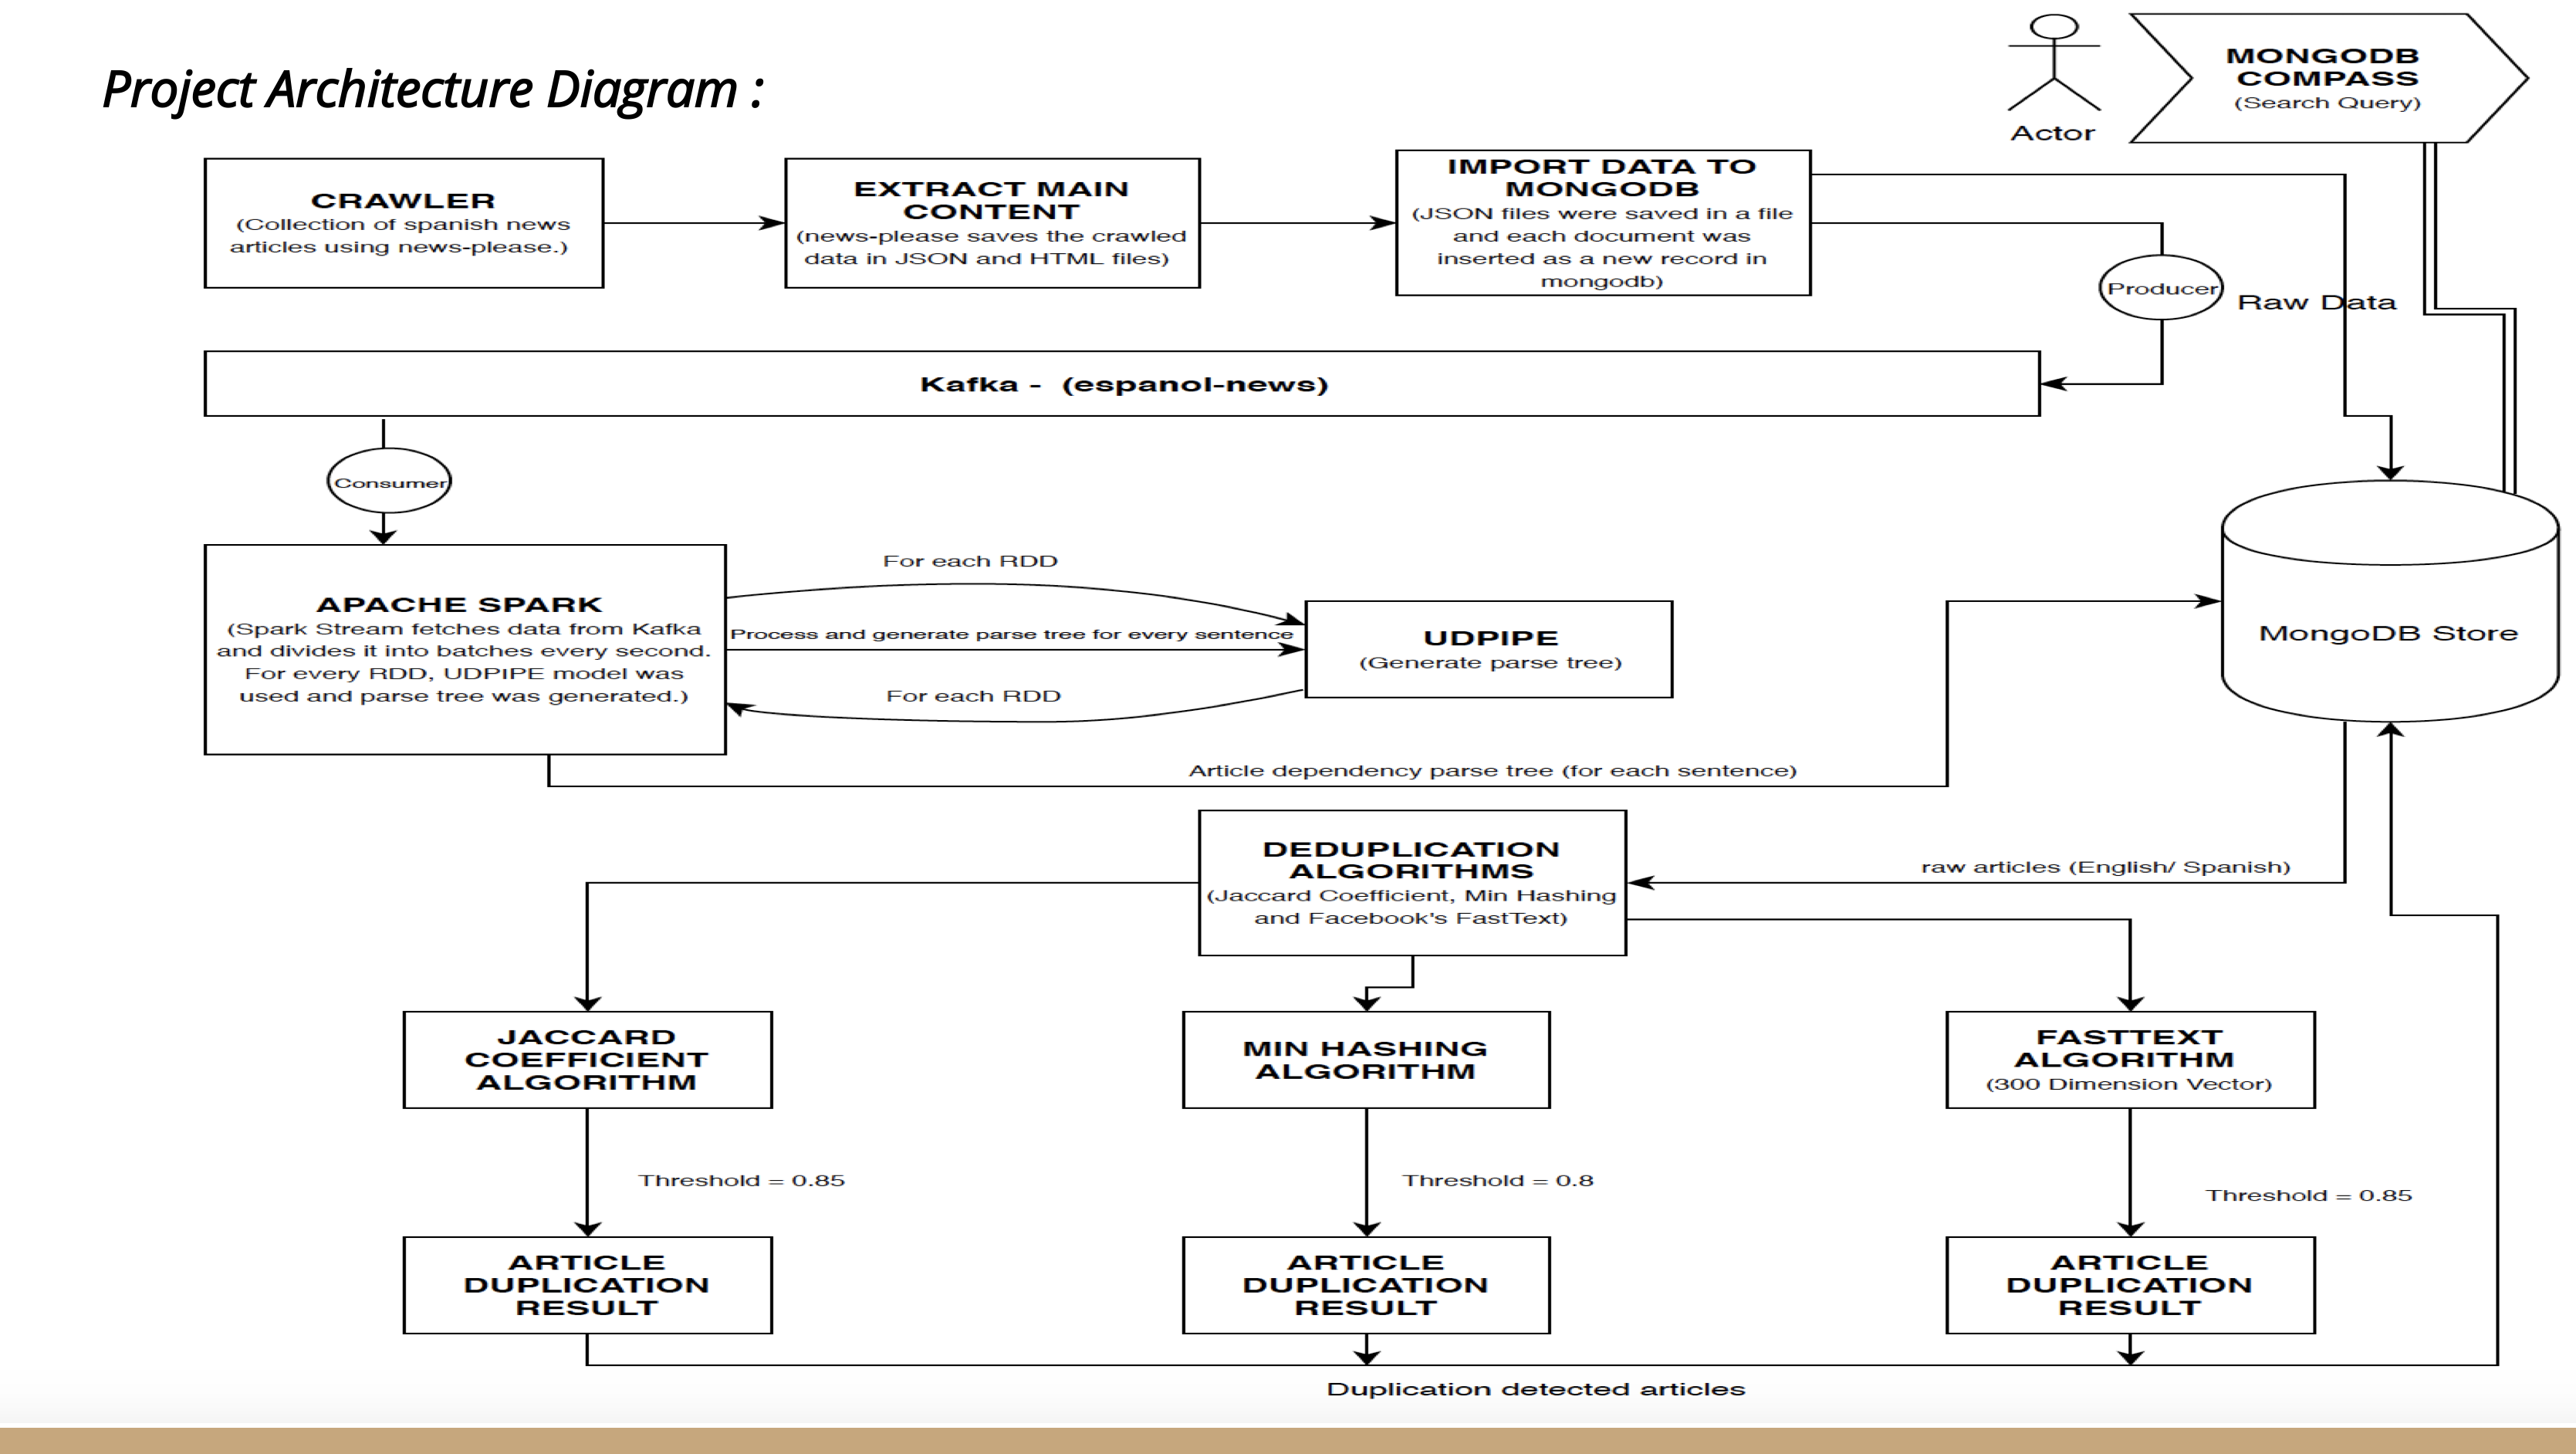 Project Architecture Diagram :
Actor
MONGODB
COMPASS
(Search Query)
CRAWLER
(Collection of spanish news
articles using news-please.)
EXTRACT MAIN
CONTENT
(news-please saves the crawled
data in JSON and HTML files)
IMPORT DATA TO
MONGODB
(JSON files were saved in a file
and each document was
inserted as a new record in
mongodb)
Producer
Raw Data
Kafka - (espanol-news)
Consumer
APACHE SPARK
(Spark Stream fetches data from Kafka
and divides it into batches every second.
For every RDD, UDPIPE model was
used and parse tree was generated.)
For each RDD
Process and generate parse tree for every sentence
For each RDD
UDPIPE
(Generate parse tree)
MongoDB Store
Article dependency parse tree (for each sentence)
DEDUPLICATION
ALGORITHMS
(Jaccard Coefficient, Min Hashing
and Facebook's FastText)
raw articles (English/ Spanish)
JACCARD
COEFFICIENT
ALGORITHM
MIN HASHING
ALGORITHM
FASTTEXT
ALGORITHM
(300 Dimension Vector)
Threshold = 0.85
Threshold = 0.8
Threshold = 0.85
ARTICLE
DUPLICATION
RESULT
ARTICLE
DUPLICATION
RESULT
ARTICLE
DUPLICATION
RESULT
Duplication detected articles